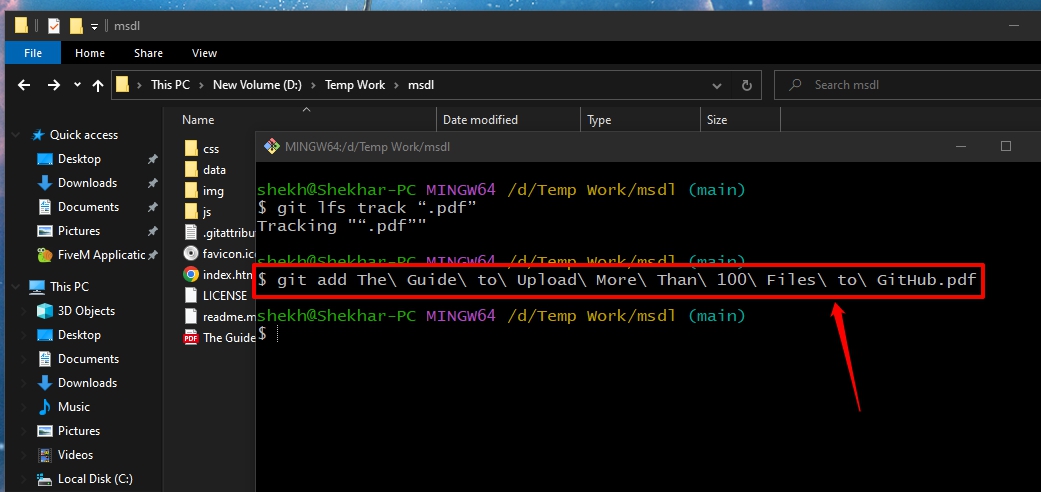 msdl
File Home Share View
This PC > New Volume (D:) > Temp Work > msdl
Search msdl
Quick access
Desktop
Downloads
Documents
Pictures
FiveM Applicatic
This PC
3D Objects
Desktop
Documents
Downloads
Music
Pictures
Videos
Local Disk (C:)
Name Date modified Type Size
css
data
img
js
.gitattribu
favicon.ic
index.htm
LICENSE
readme.m
The Guide
MINGW64:/d/Temp Work/msdl
shekh@Shekhar-PC MINGW64 /d/Temp Work/msdl (main)
$ git lfs track “.pdf”
Tracking "“.pdf”"
shekh@Shekhar-PC MINGW64 /d/Temp Work/msdl (main)
$ git add The\ Guide\ to\ Upload\ More\ Than\ 100\ Files\ to\ GitHub.pdf
shekh@Shekhar-PC MINGW64 /d/Temp Work/msdl (main)
$